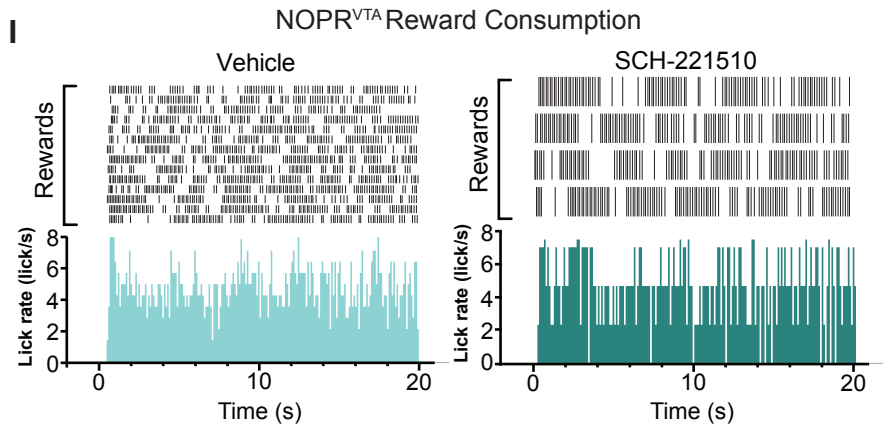 I
NOPRVTA Reward Consumption
Vehicle
SCH-221510
Rewards
Rewards
Lick rate (lick/s)
8
6
4
2
0
0
10
20
Time (s)
Lick rate (lick/s)
8
6
4
2
0
0
10
20
Time (s)